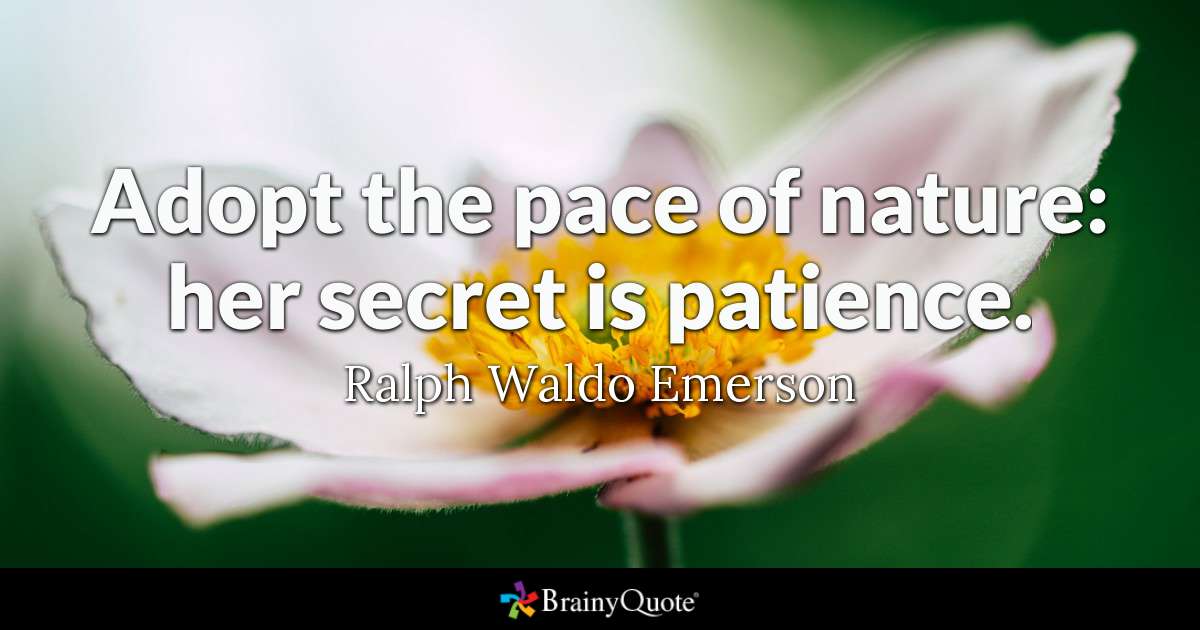 Adopt the pace of nature:
her secret is patience.
Ralph Waldo Emerson
BrainyQuote®